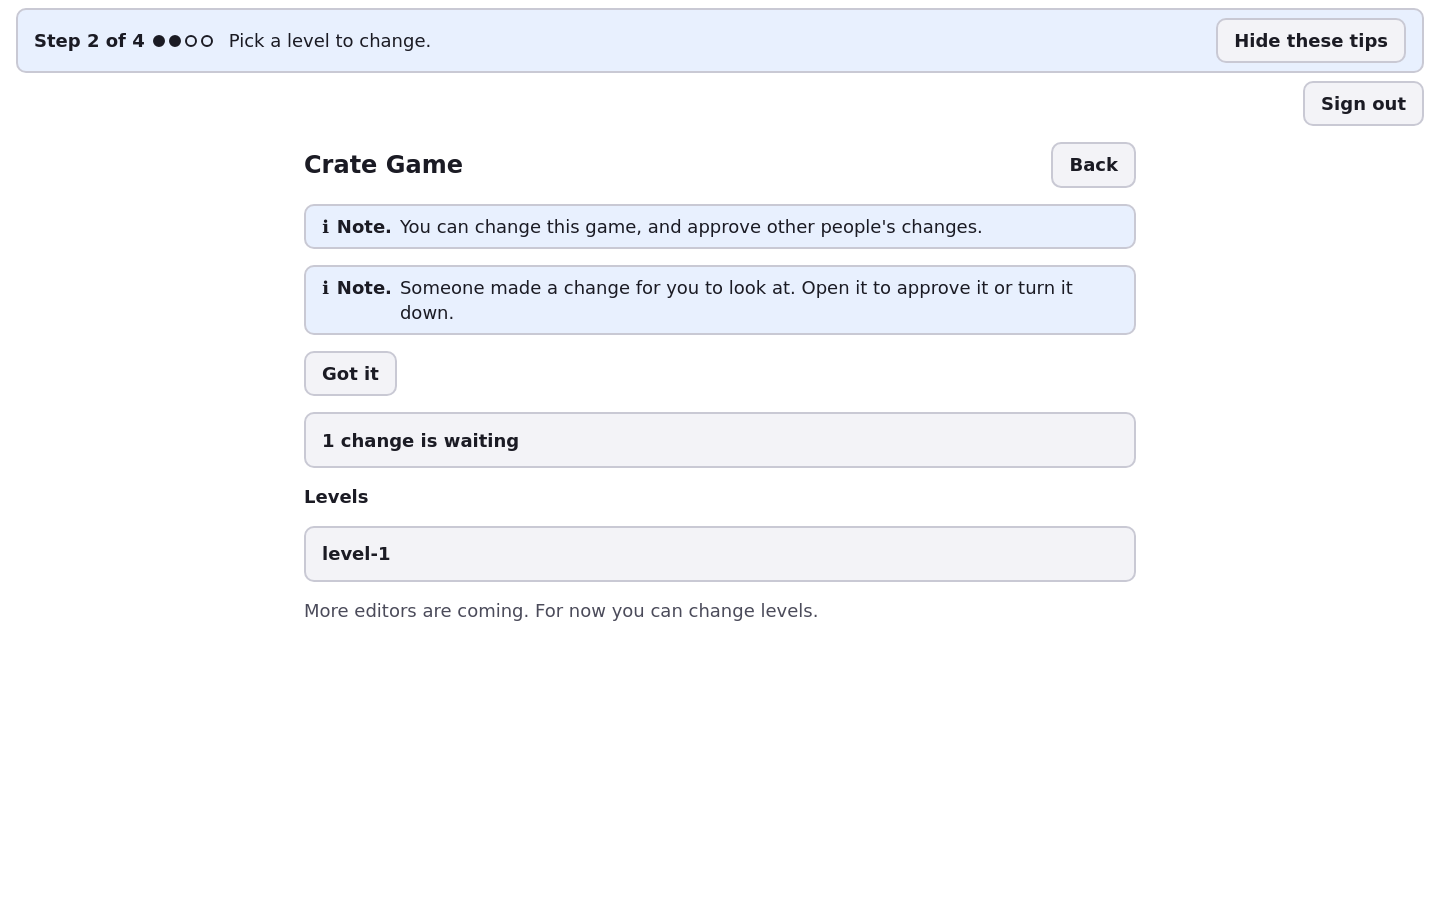 Step 2 of 4 Pick a level to change.
Hide these tips
Sign out
Crate Game
Back
ℹ Note. You can change this game, and approve other people's changes.
ℹ Note. Someone made a change for you to look at. Open it to approve it or turn it
down.
Got it
1 change is waiting
Levels
level-1
More editors are coming. For now you can change levels.